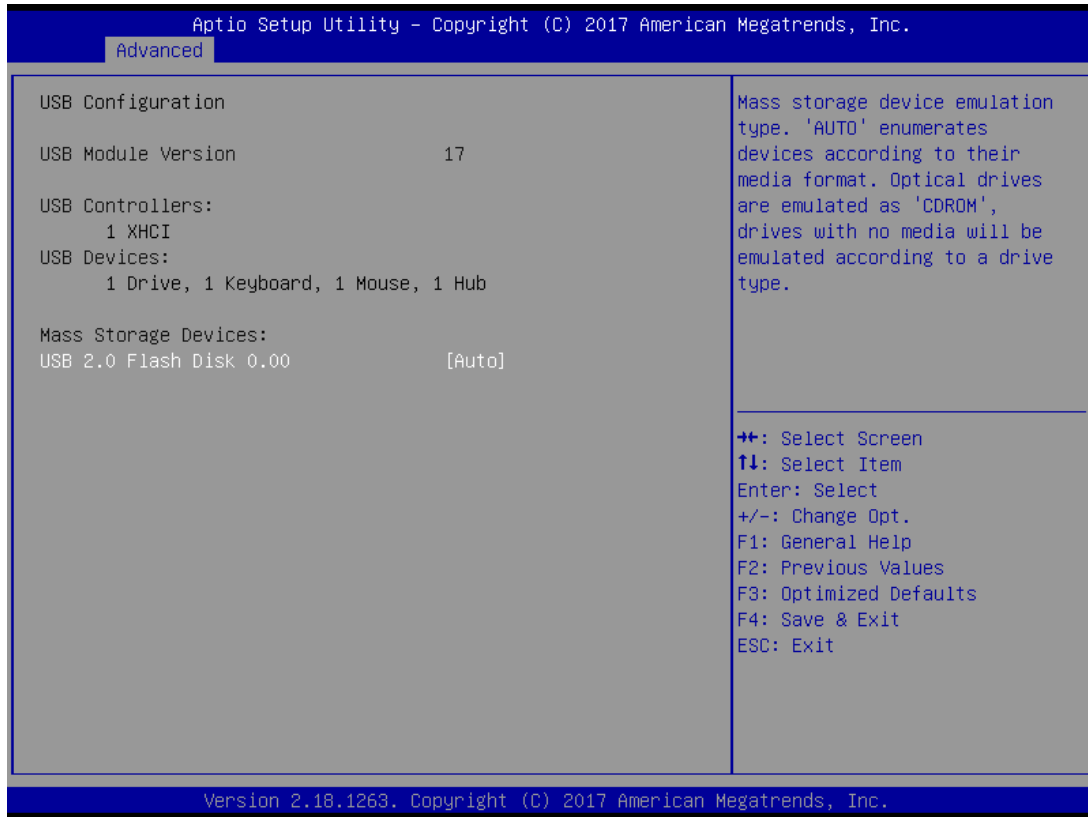 Aptio Setup Utility – Copyright (C) 2017 American Megatrends, Inc.
Advanced
USB Configuration
USB Module Version 17
USB Controllers:
1 XHCI
USB Devices:
1 Drive, 1 Keyboard, 1 Mouse, 1 Hub
Mass Storage Devices:
USB 2.0 Flash Disk 0.00 [Auto]
Mass storage device emulation
type. 'AUTO' enumerates
devices according to their
media format. Optical drives
are emulated as 'CDROM',
drives with no media will be
emulated according to a drive
type.
→←: Select Screen
↑↓: Select Item
Enter: Select
+/-: Change Opt.
F1: General Help
F2: Previous Values
F3: Optimized Defaults
F4: Save & Exit
ESC: Exit
Version 2.18.1263. Copyright (C) 2017 American Megatrends, Inc.